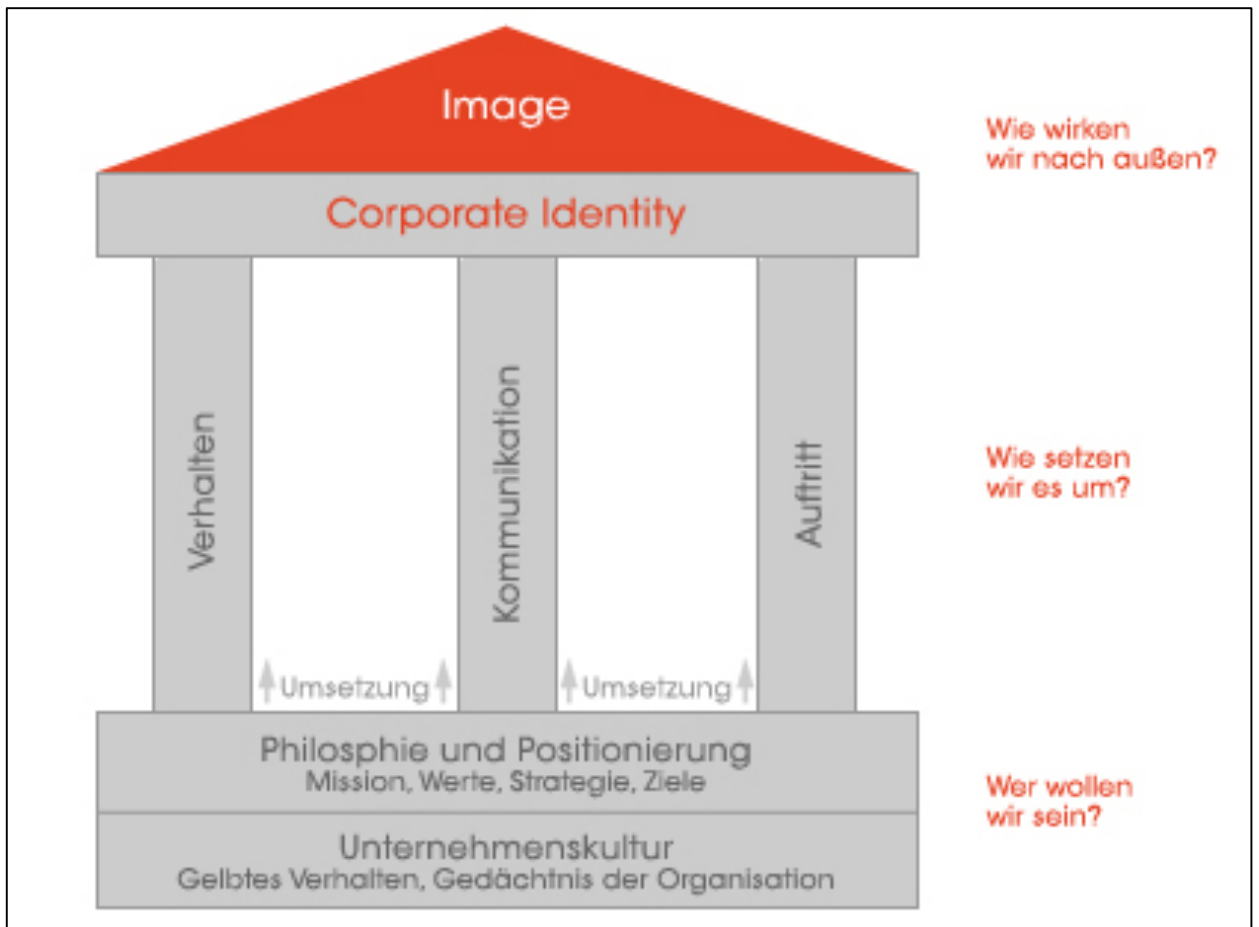 Image
Wie wirken
wir nach außen?
Corporate Identity
Verhalten
Kommunikation
Auftritt
Wie setzen
wir es um?
Umsetzung
Umsetzung
Philosphie und Positionierung
Mission, Werte, Strategie, Ziele
Wer wollen
wir sein?
Unternehmenskultur
Gelbtes Verhalten, Gedächtnis der Organisation